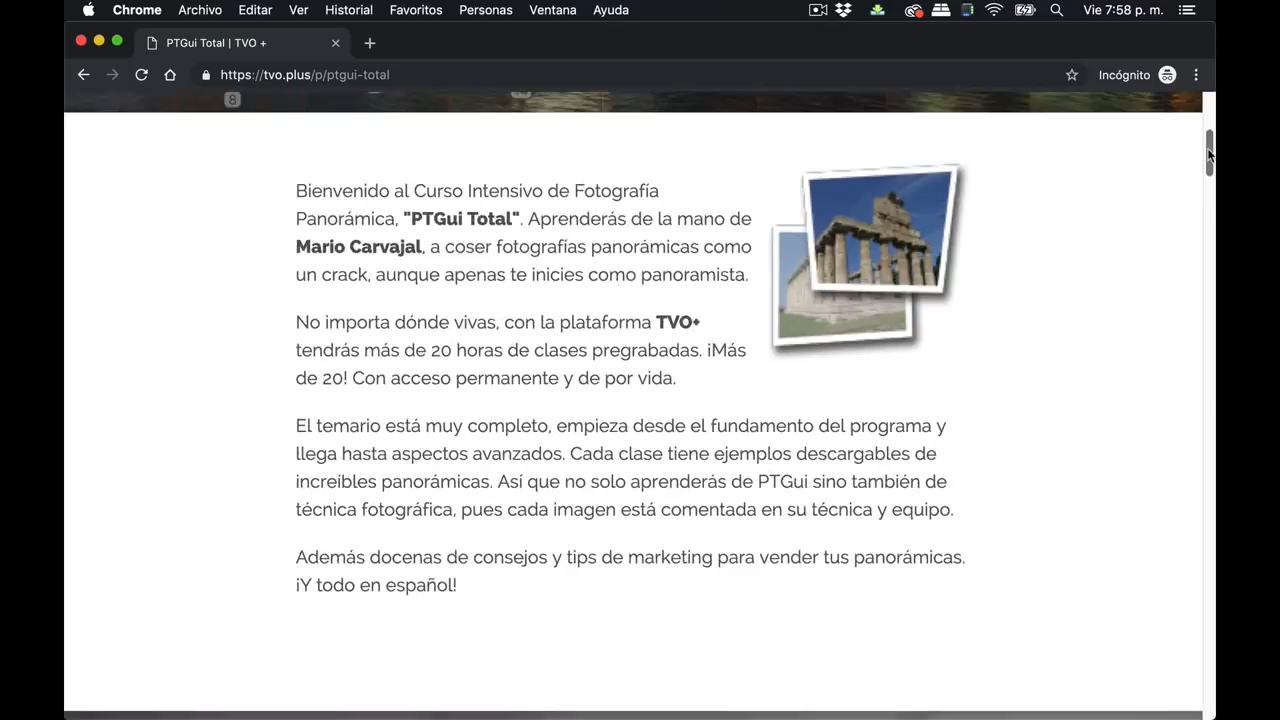 Chrome Archivo Editar Ver Historial Favoritos Personas Ventana Ayuda Vie 7:58 p. m.
PTGui Total | TVO +
https://tvo.plus/p/ptgui-total Incógnito
8
Bienvenido al Curso Intensivo de Fotografía
Panorámica, "PTGui Total". Aprenderás de la mano de
Mario Carvajal, a coser fotografías panorámicas como
un crack, aunque apenas te inicies como panoramista.
No importa dónde vivas, con la plataforma TVO+
tendrás más de 20 horas de clases pregrabadas. ¡Más
de 20! Con acceso permanente y de por vida.
El temario está muy completo, empieza desde el fundamento del programa y
llega hasta aspectos avanzados. Cada clase tiene ejemplos descargables de
increíbles panorámicas. Así que no solo aprenderás de PTGui sino también de
técnica fotográfica, pues cada imagen está comentada en su técnica y equipo.
Además docenas de consejos y tips de marketing para vender tus panorámicas.
¡Y todo en español!